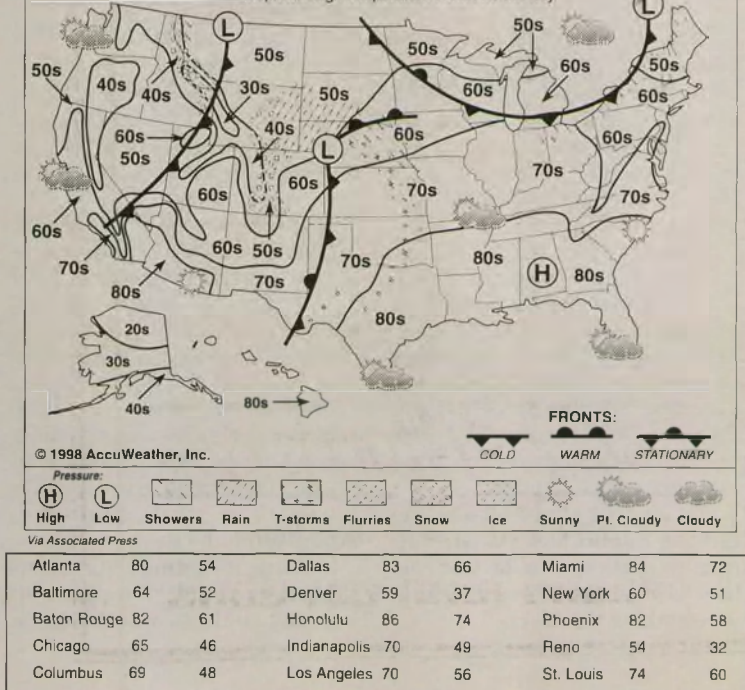 L
L
50s
50s
50s
50s
50s
40s
40s
30s
60s
60s
50s
60s
50s
40s
60s
60s
L
60s
50s
60s
60s
70s
70s
70s
60s
60s
50s
70s
70s
80s
70s
80s
H
80s
80s
20s
30s
40s
80s
FRONTS:
© 1998 AccuWeather, Inc.
COLD WARM STATIONARY
Pressure:
H L
High Low Showers Rain T-storms Flurries Snow Ice Sunny Pt. Cloudy Cloudy
Via Associated Press
Atlanta 80 54 Dallas 83 66 Miami 84 72
Baltimore 64 52 Denver 59 37 New York 60 51
Baton Rouge 82 61 Honolulu 86 74 Phoenix 82 58
Chicago 65 46 Indianapolis 70 49 Reno 54 32
Columbus 69 48 Los Angeles 70 56 St. Louis 74 60